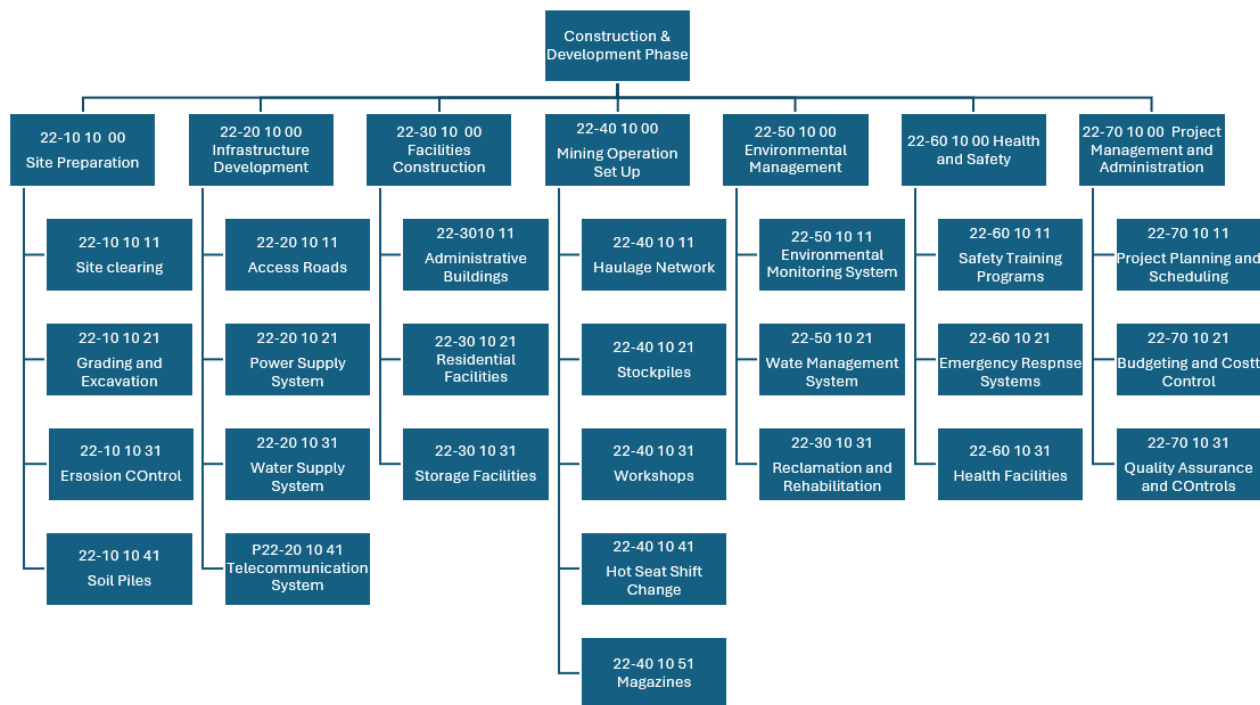 Construction &
Development Phase
22-10 10 00
Site Preparation
22-20 10 00
Infrastructure
Development
22-30 10 00
Facilities
Construction
22-40 10 00
Mining Operation
Set Up
22-50 10 00
Environmental
Management
22-60 10 00 Health
and Safety
22-70 10 00 Project
Management and
Administration
22-10 10 11
Site clearing
22-20 10 11
Access Roads
22-3010 11
Administrative
Buildings
22-40 10 11
Haulage Network
22-50 10 11
Environmental
Monitoring System
22-60 10 11
Safety Training
Programs
22-70 10 11
Project Planning and
Scheduling
22-10 10 21
Grading and
Excavation
22-20 10 21
Power Supply
System
22-30 10 21
Residential
Facilities
22-40 10 21
Stockpiles
22-50 10 21
Wate Management
System
22-60 10 21
Emergency Respnse
Systems
22-70 10 21
Budgeting and Costt
Control
22-10 10 31
Ersosion COntrol
22-20 10 31
Water Supply
System
22-30 10 31
Storage Facilities
22-40 10 31
Workshops
22-30 10 31
Reclamation and
Rehabilitation
22-60 10 31
Health Facilities
22-70 10 31
Quality Assurance
and COntrols
22-10 10 41
Soil Piles
P22-20 10 41
Telecommunication
System
22-40 10 41
Hot Seat Shift
Change
22-40 10 51
Magazines